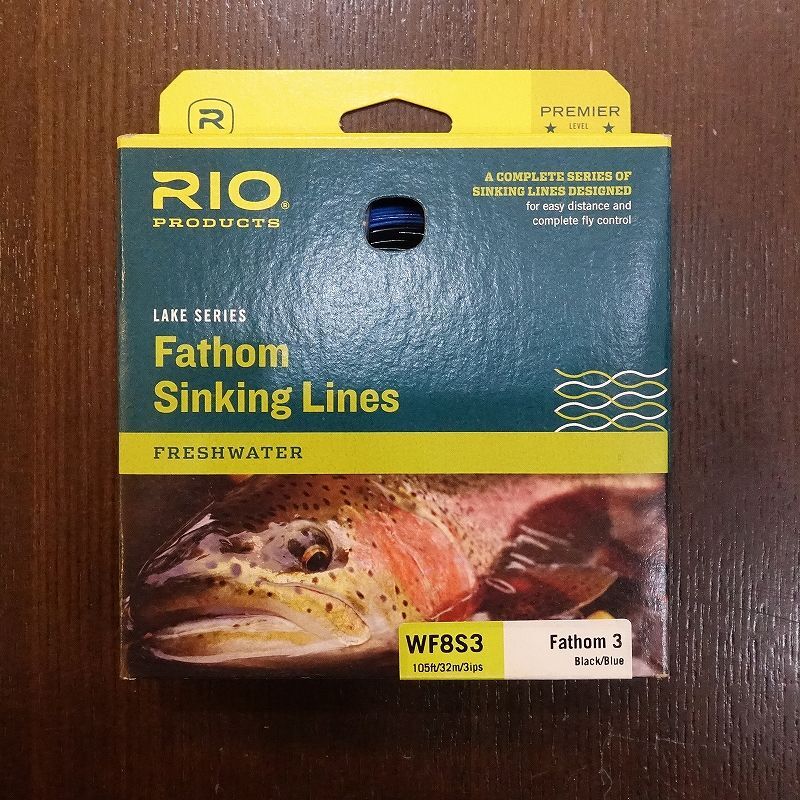 R
PREMIER
LEVEL
RIO®
PRODUCTS
A COMPLETE SERIES OF
SINKING LINES DESIGNED
for easy distance and
complete fly control
LAKE SERIES
Fathom
Sinking Lines
FRESHWATER
WF8S3
105ft/32m/3ips
Fathom 3
Black/Blue